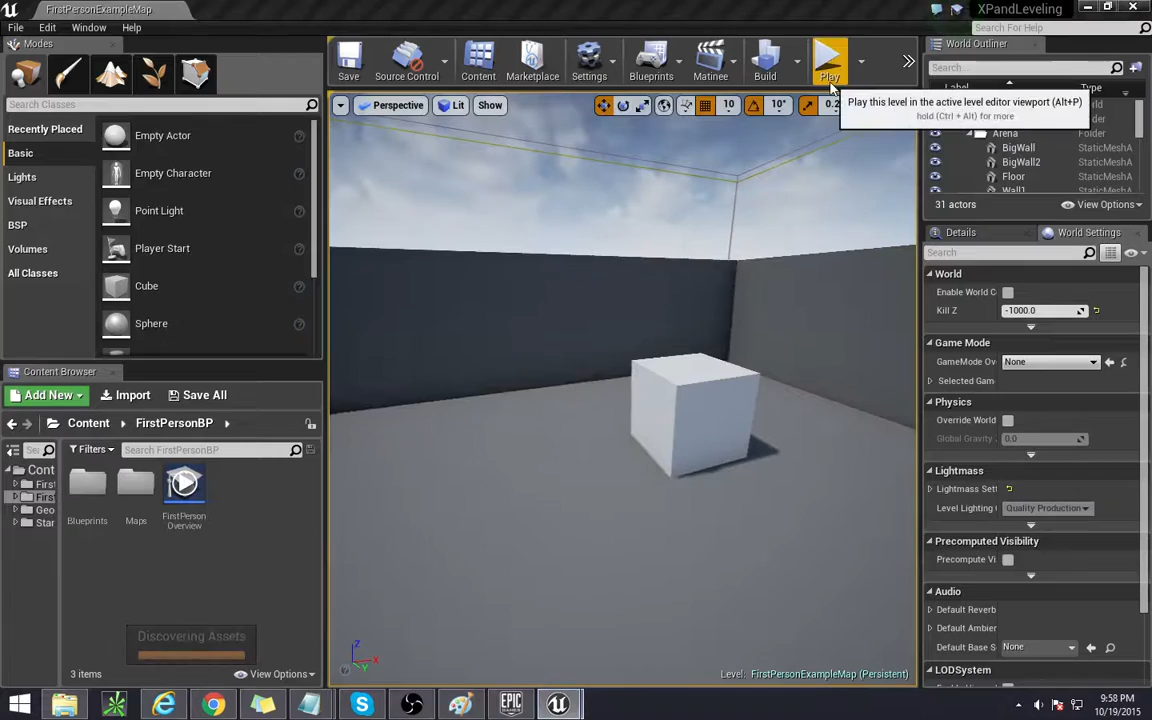 FirstPersonExampleMap
XPandLeveling
File Edit Window Help
Search For Help
Modes
Save
Source Control
Content
Marketplace
Settings
Blueprints
Matinee
Build
Play
World Outliner
Search...
Search Classes
Label Type
Play this level in the active level editor viewport (Alt+P)
hold (Ctrl + Alt) for more
Perspective Lit Show
10 10° 0.2
Recently Placed
Basic
Lights
Visual Effects
BSP
Volumes
All Classes
Empty Actor
Empty Character
Point Light
Player Start
Cube
Sphere
Arena Folder
BigWall StaticMeshA
BigWall2 StaticMeshA
Floor StaticMeshA
Wall1 StaticMeshA
31 actors View Options
Details World Settings
Search
World
Enable World C
Kill Z -1000.0
Game Mode
GameMode Ov None
Selected Gam
Physics
Override World
Global Gravity 0.0
Lightmass
Lightmass Sett
Level Lighting Quality Production
Precomputed Visibility
Precompute Vi
Audio
Default Reverb
Default Ambien
Default Base S None
LODSystem
Content Browser
Add New Import Save All
Content FirstPersonBP
Filters Search FirstPersonBP
Cont
First
First
Geo
Star
Blueprints
Maps
FirstPerson
Overview
Discovering Assets
3 items View Options
Z
X
Y
Level: FirstPersonExampleMap (Persistent)
EPIC
GAMES
9:58 PM
10/19/2015